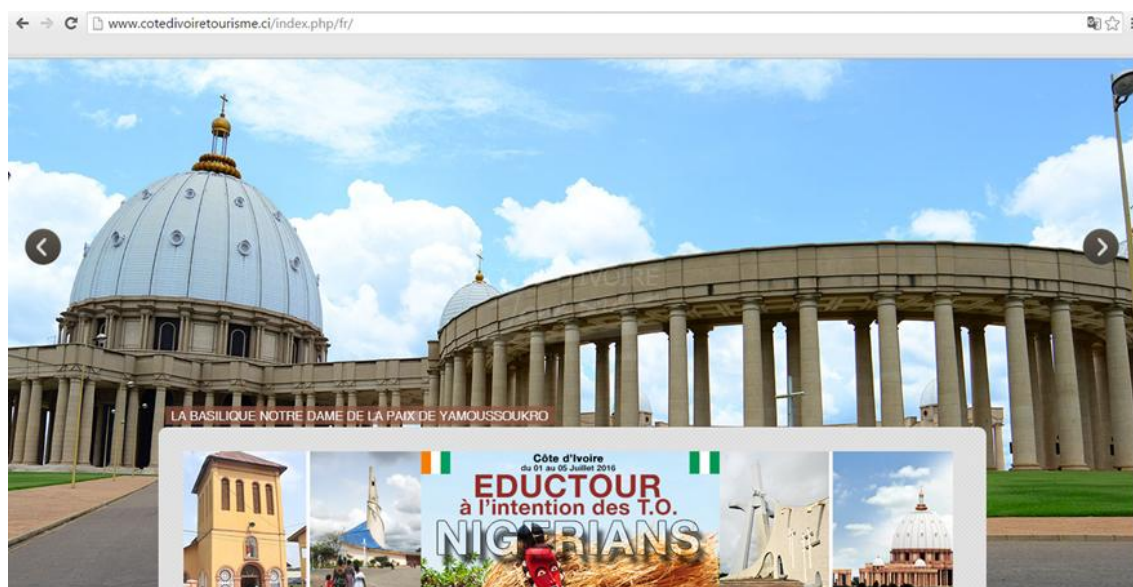 www.cotedivoiretourisme.ci/index.php/fr/
IVOIRE
LA BASILIQUE NOTRE DAME DE LA PAIX DE YAMOUSSOUKRO
Côte d'Ivoire
du 01 au 05 Juillet 2016
EDUCTOUR
à l'intention des T.O.
NIGERIANS